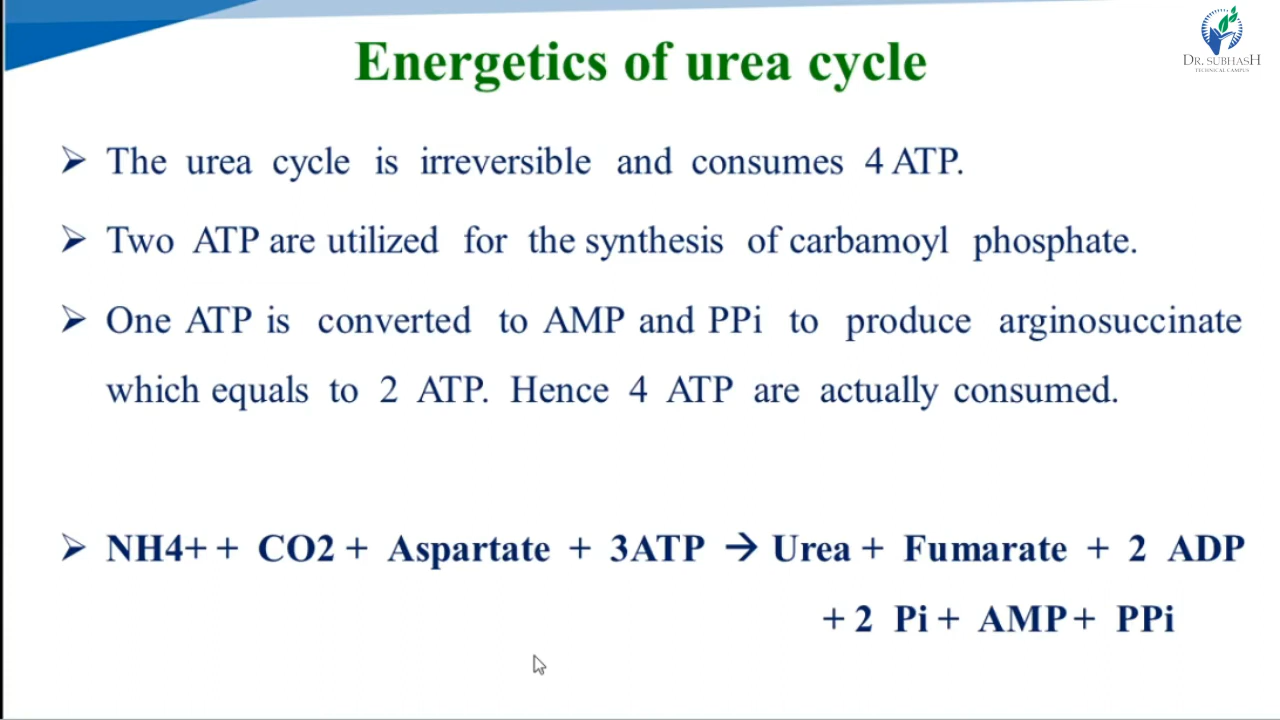 DR. SUBHASH
TECHNICAL CAMPUS
Energetics of urea cycle
➢ The urea cycle is irreversible and consumes 4 ATP.
➢ Two ATP are utilized for the synthesis of carbamoyl phosphate.
➢ One ATP is converted to AMP and PPi to produce arginosuccinate
which equals to 2 ATP. Hence 4 ATP are actually consumed.
➢ NH4+ + CO2 + Aspartate + 3ATP → Urea + Fumarate + 2 ADP
+ 2 Pi + AMP + PPi